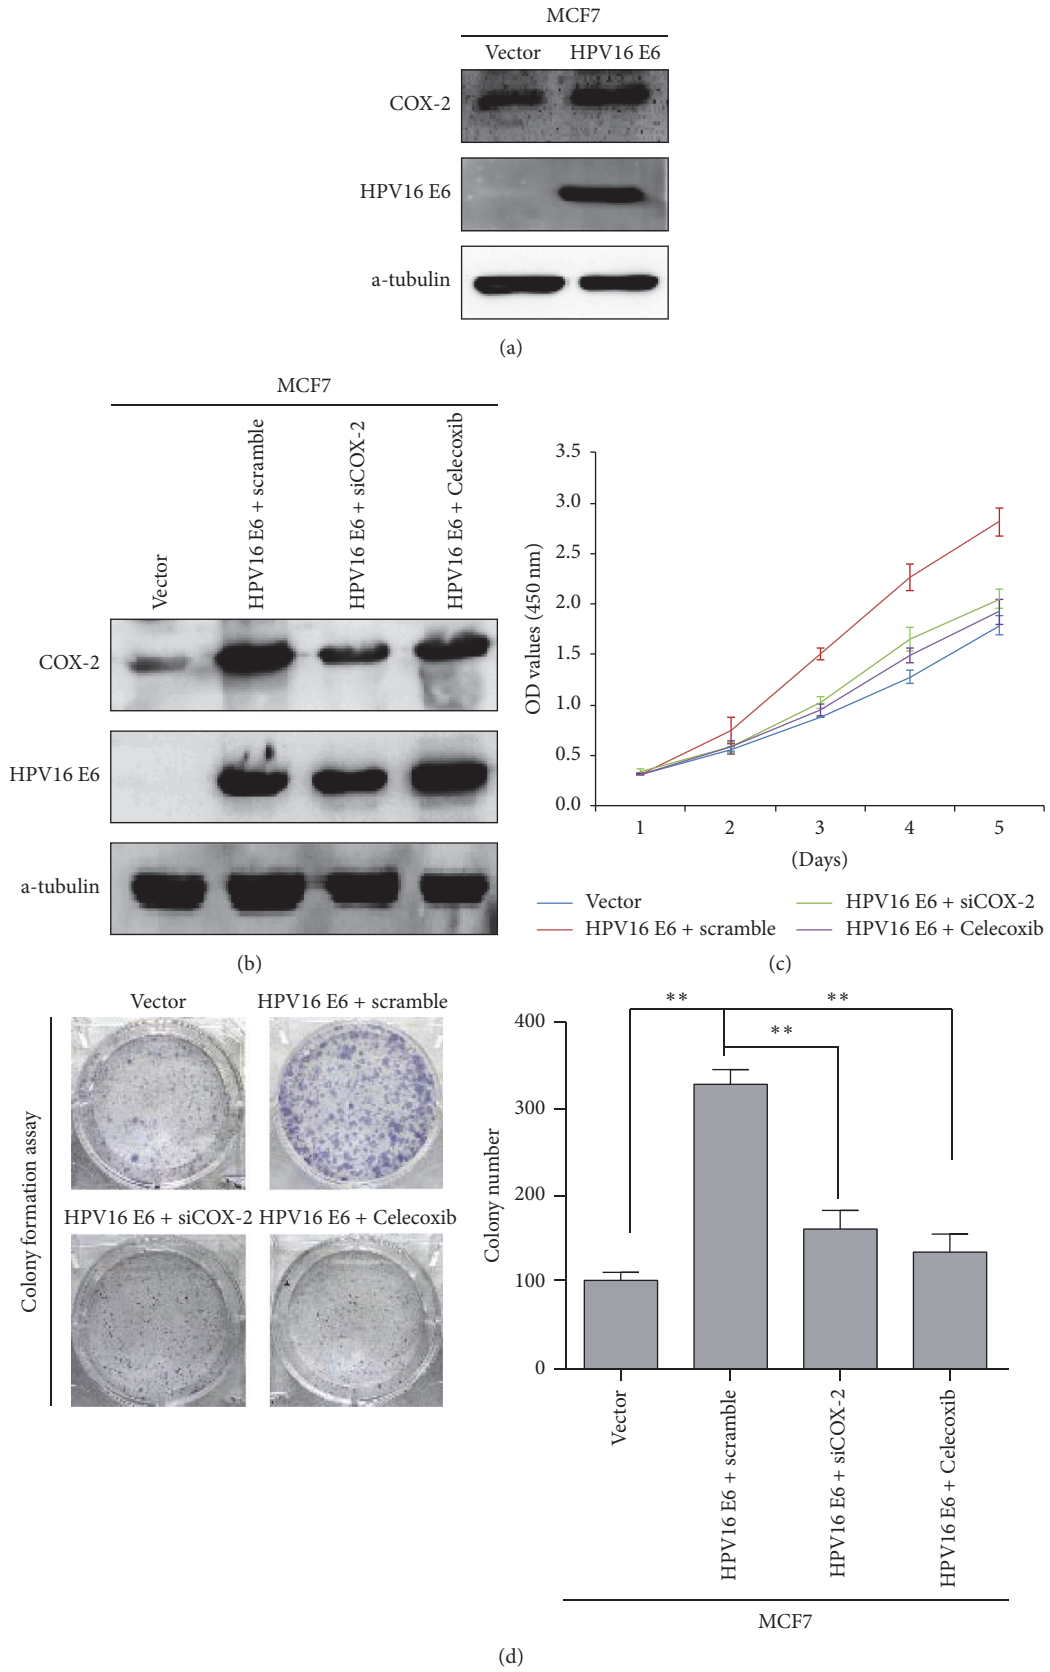 MCF7
Vector HPV16 E6
COX-2
HPV16 E6
a-tubulin
(a)
MCF7
Vector
HPV16 E6 + scramble
HPV16 E6 + siCOX-2
HPV16 E6 + Celecoxib
COX-2
HPV16 E6
a-tubulin
(b)
OD values (450 nm)
3.5
3.0
2.5
2.0
1.5
1.0
0.5
0.0
1 2 3 4 5
(Days)
Vector
HPV16 E6 + scramble
HPV16 E6 + siCOX-2
HPV16 E6 + Celecoxib
(c)
Colony formation assay
Vector
HPV16 E6 + scramble
HPV16 E6 + siCOX-2
HPV16 E6 + Celecoxib
Colony number
400
300
200
100
0
** **
**
Vector
HPV16 E6 + scramble
HPV16 E6 + siCOX-2
HPV16 E6 + Celecoxib
MCF7
(d)